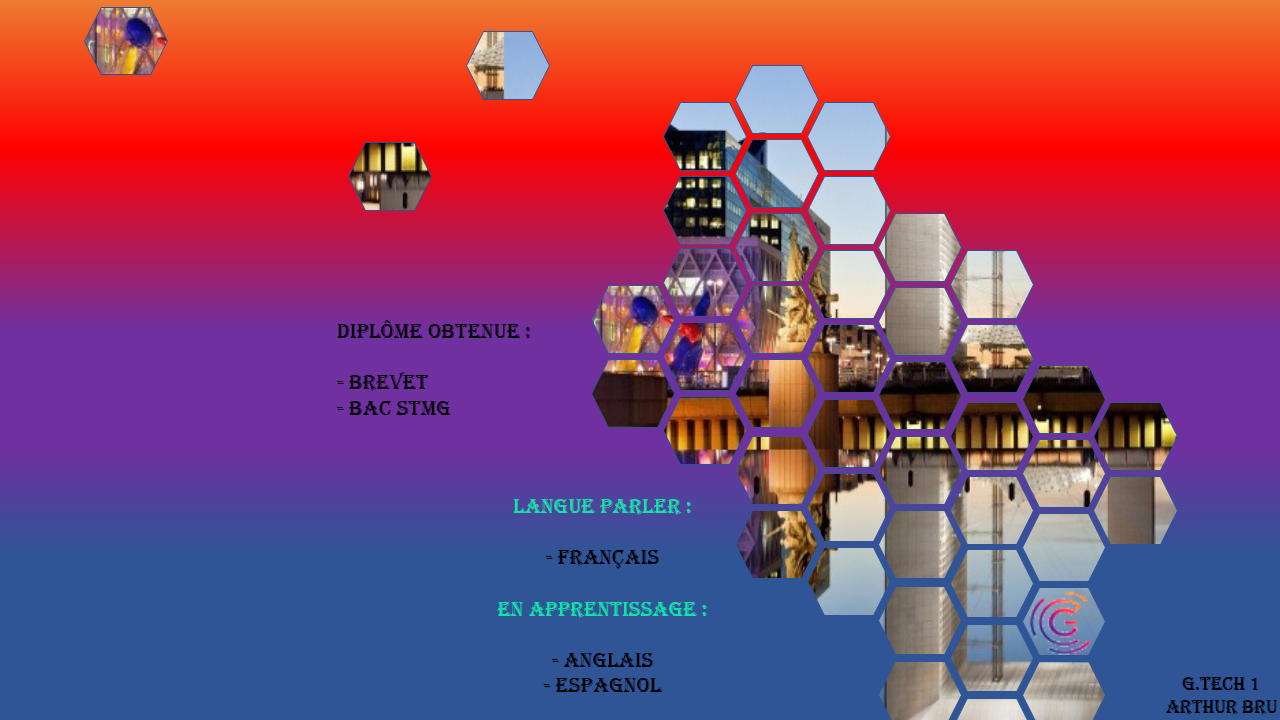 DIPLÔME OBTENUE :
- BREVET
- BAC STMG
LANGUE PARLER :
- FRANÇAIS
EN APPRENTISSAGE :
- ANGLAIS
- ESPAGNOL
G
G.TECH 1
ARTHUR BRU